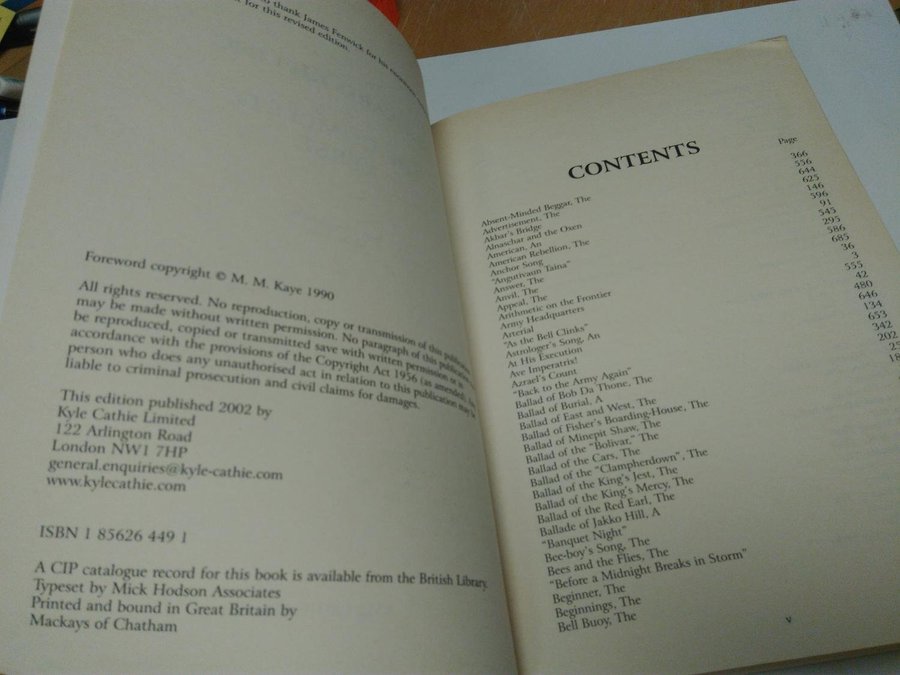 to thank James Fenwick for his
for this revised edition.
Foreword copyright © M. M. Kaye 1990
All rights reserved. No reproduction, copy or transmission of this publication
may be made without written permission. No paragraph of this publication may
be reproduced, copied or transmitted save with written permission or in
accordance with the provisions of the Copyright Act 1956 (as amended). Any
person who does any unauthorised act in relation to this publication may be
liable to criminal prosecution and civil claims for damages.
This edition published 2002 by
Kyle Cathie Limited
122 Arlington Road
London NW1 7HP
general.enquiries@kyle-cathie.com
www.kylecathie.com
ISBN 1 85626 449 1
A CIP catalogue record for this book is available from the British Library.
Typeset by Mick Hodson Associates
Printed and bound in Great Britain by
Mackays of Chatham
CONTENTS
Page
Absent-Minded Beggar, The 366
Advertisement, The 556
Akbar's Bridge 644
Alnaschar and the Oxen 625
American, An 146
American Rebellion, The 596
Anchor Song 91
"Angutivaun Taina" 545
Answer, The 295
Anvil, The 586
Appeal, The 685
Arithmetic on the Frontier 36
Army Headquarters 3
Arterial 555
"As the Bell Clinks" 42
Astrologer's Song, An 480
At His Execution 646
Ave Imperatrix! 134
Azrael's Count 653
"Back to the Army Again" 342
Ballad of Bob Da Thone, The 202
Ballad of Burial, A
Ballad of East and West, The
Ballad of Fisher's Boarding-House, The
Ballad of Minepit Shaw, The
Ballad of the "Bolivar," The
Ballad of the Cars, The
Ballad of the "Clampherdown", The
Ballad of the King's Jest, The
Ballad of the King's Mercy, The
Ballad of the Red Earl, The
Ballade of Jakko Hill, A
"Banquet Night"
Bee-boy's Song, The
Bees and the Flies, The
"Before a Midnight Breaks in Storm"
Beginner, The
Beginnings, The
Bell Buoy, The
v